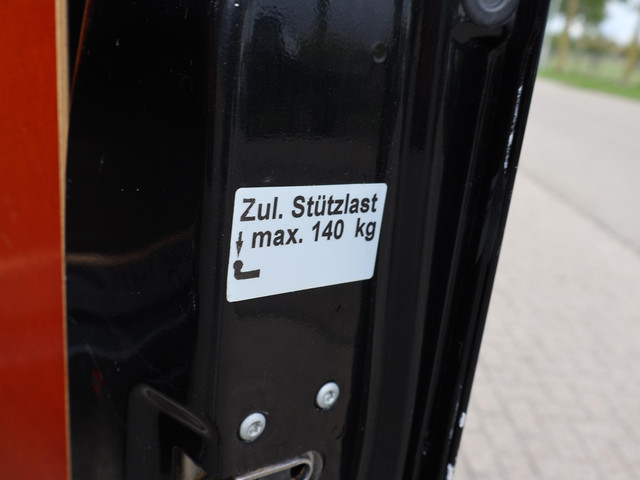 Zul. Stützlast
max. 140 kg